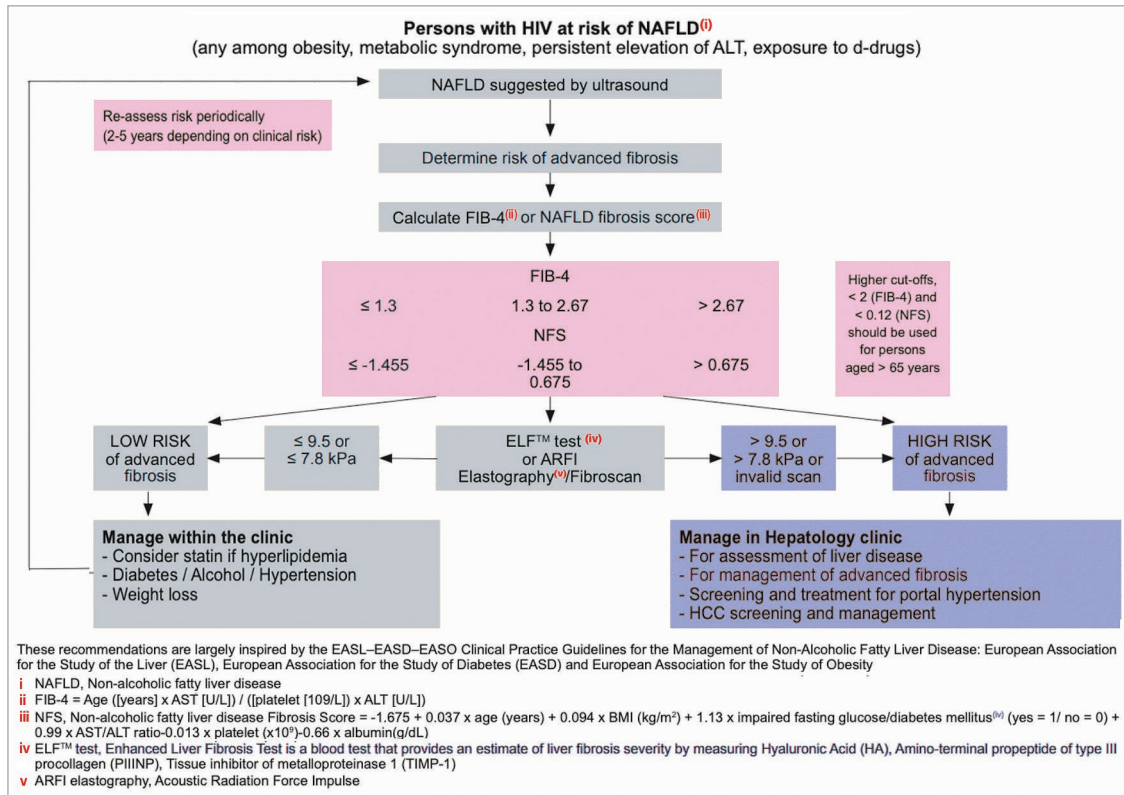 Persons with HIV at risk of NAFLD(i)
(any among obesity, metabolic syndrome, persistent elevation of ALT, exposure to d-drugs)
NAFLD suggested by ultrasound
Re-assess risk periodically
(2-5 years depending on clinical risk)
Determine risk of advanced fibrosis
Calculate FIB-4(ii) or NAFLD fibrosis score(iii)
FIB-4
≤ 1.3 1.3 to 2.67 > 2.67
NFS
≤ -1.455 -1.455 to > 0.675
0.675
Higher cut-offs,
< 2 (FIB-4) and
< 0.12 (NFS)
should be used
for persons
aged > 65 years
LOW RISK
of advanced
fibrosis
≤ 9.5 or
≤ 7.8 kPa
ELF™ test (iv)
or ARFI
Elastography(v)/Fibroscan
> 9.5 or
> 7.8 kPa or
invalid scan
HIGH RISK
of advanced
fibrosis
Manage within the clinic
- Consider statin if hyperlipidemia
- Diabetes / Alcohol / Hypertension
- Weight loss
Manage in Hepatology clinic
- For assessment of liver disease
- For management of advanced fibrosis
- Screening and treatment for portal hypertension
- HCC screening and management
These recommendations are largely inspired by the EASL–EASD–EASO Clinical Practice Guidelines for the Management of Non-Alcoholic Fatty Liver Disease: European Association
for the Study of the Liver (EASL), European Association for the Study of Diabetes (EASD) and European Association for the Study of Obesity
i NAFLD, Non-alcoholic fatty liver disease
ii FIB-4 = Age ([years] x AST [U/L]) / ([platelet [109/L]) x ALT [U/L])
iii NFS, Non-alcoholic fatty liver disease Fibrosis Score = -1.675 + 0.037 x age (years) + 0.094 x BMI (kg/m²) + 1.13 x impaired fasting glucose/diabetes mellitus(iv) (yes = 1/ no = 0) +
0.99 x AST/ALT ratio-0.013 x platelet (x10⁹)-0.66 x albumin(g/dL)
iv ELF™ test, Enhanced Liver Fibrosis Test is a blood test that provides an estimate of liver fibrosis severity by measuring Hyaluronic Acid (HA), Amino-terminal propeptide of type III
procollagen (PIIINP), Tissue inhibitor of metalloproteinase 1 (TIMP-1)
v ARFI elastography, Acoustic Radiation Force Impulse